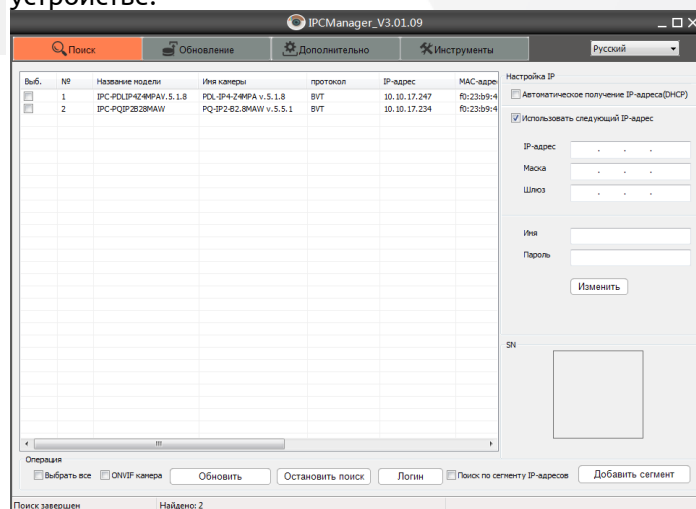 устройстве.
IPCManager_V3.01.09
Поиск Обновление Дополнительно Инструменты Русский
Выб. № Название модели Имя камеры протокол IP-адрес MAC-адре
1 IPC-PDLIP4Z4MPAV.5.1.8 PDL-IP4-Z4MPA v.5.1.8 BVT 10.10.17.247 f0:23:b9:4
2 IPC-PQIP2B28MAW PQ-IP2-B2.8MAW v.5.5.1 BVT 10.10.17.234 f0:23:b9:4
Настройка IP
Автоматическое получение IP-адреса(DHCP)
Использовать следующий IP-адрес
IP-адрес . . .
Маска . . .
Шлюз . . .
Имя
Пароль
Изменить
SN
Операция
Выбрать все ONVIF камера Обновить Остановить поиск Логин Поиск по сегменту IP-адресов Добавить сегмент
Поиск завершен Найдено: 2